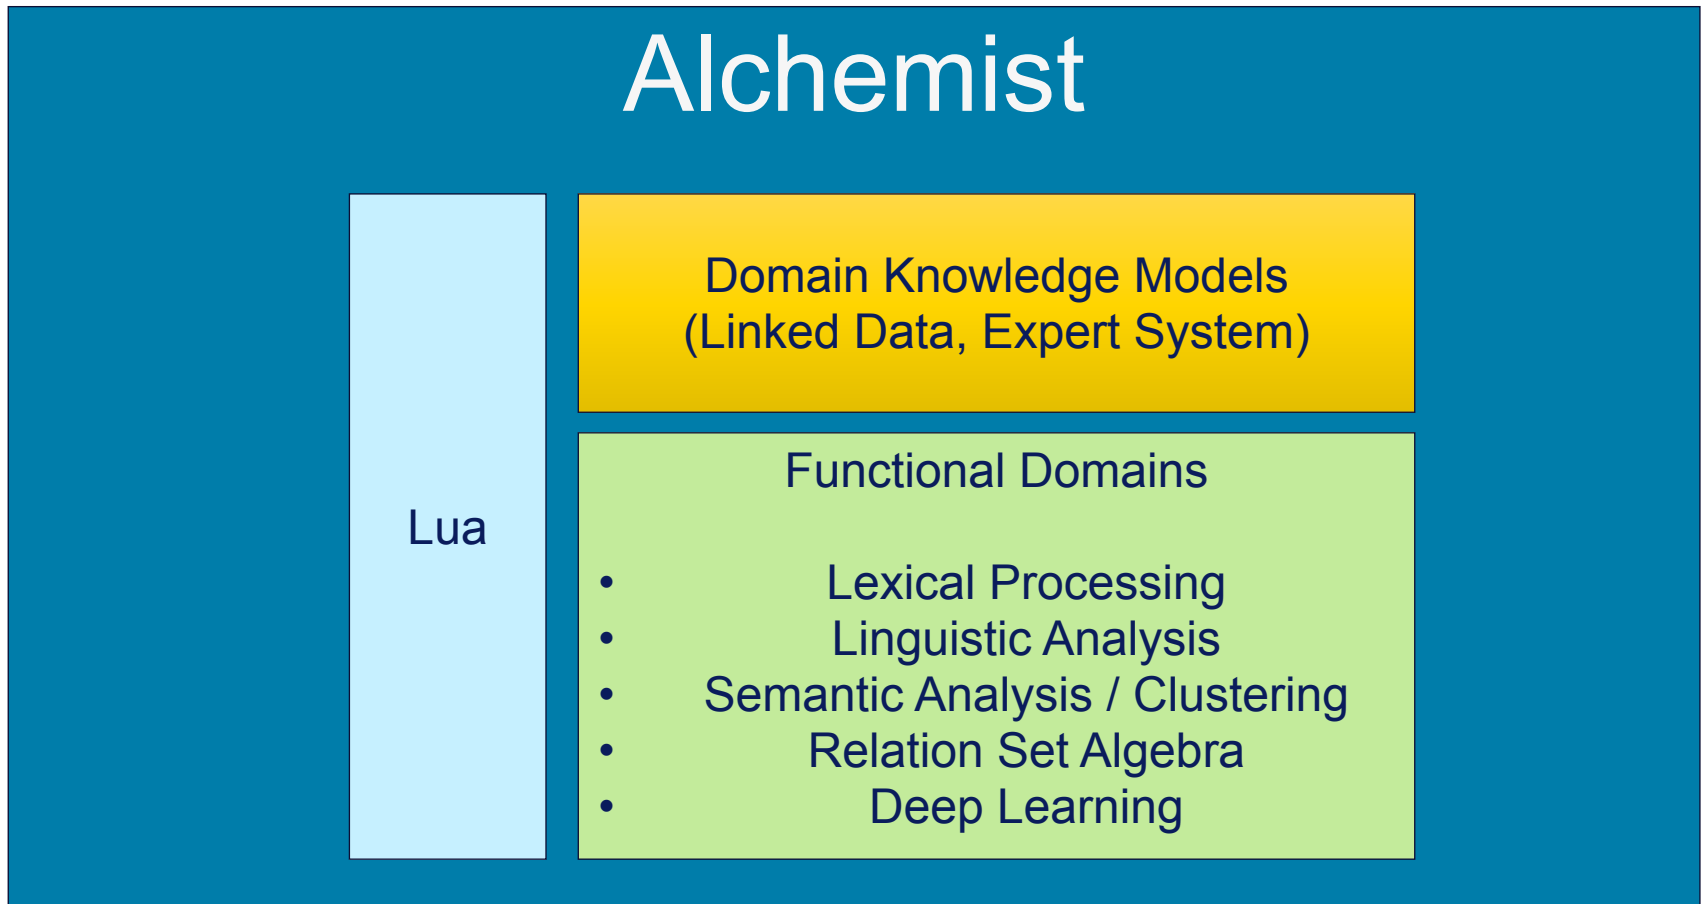 Alchemist
Lua
Domain Knowledge Models
(Linked Data, Expert System)
Functional Domains
• Lexical Processing
• Linguistic Analysis
• Semantic Analysis / Clustering
• Relation Set Algebra
• Deep Learning